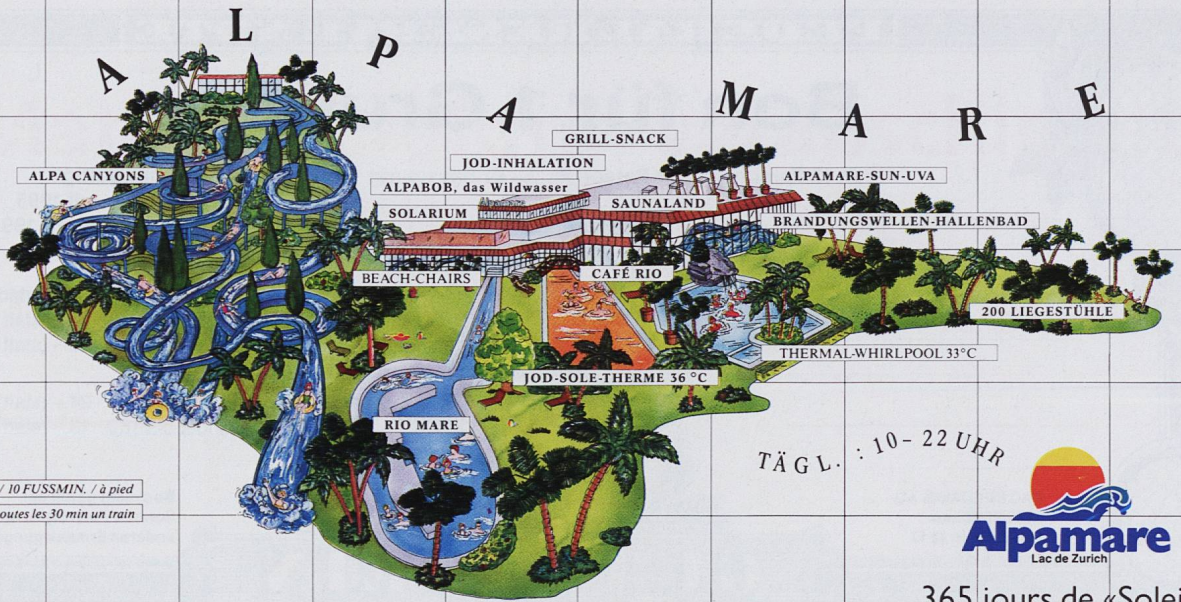 ALPAMARE
GRILL-SNACK
JOD-INHALATION
ALPA CANYONS
ALPABOB, das Wildwasser
ALPAMARE-SUN-UVA
SOLARIUM
Alpamare
SAUNALAND
BRANDUNGSWELLEN-HALLENBAD
BEACH-CHAIRS
CAFÉ RIO
200 LIEGESTÜHLE
THERMAL-WHIRLPOOL 33°C
JOD-SOLE-THERME 36 °C
RIO MARE
TÄGL. : 10-22 UHR
/ 10 FUSSMIN. / à pied
outes les 30 min un train
Alpamare
Lac de Zurich
365 jours de «Solei